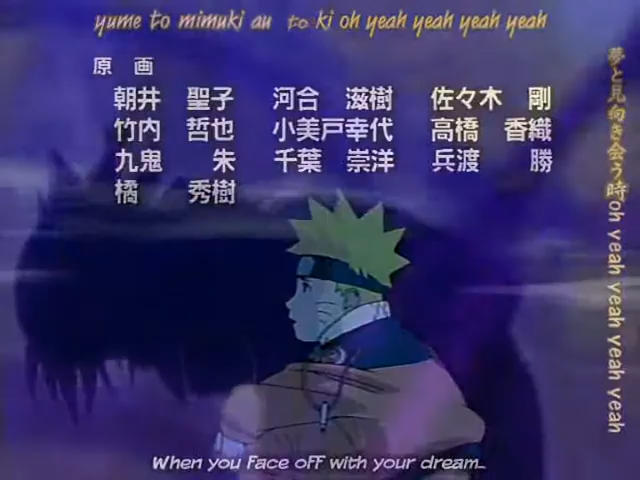 yume to mimuki au to ki oh yeah yeah yeah yeah
原画
朝井 聖子 河合 滋樹 佐々木 剛
竹内 哲也 小美戸幸代 高橋 香織
九鬼 朱 千葉 崇洋 兵渡 勝
橘 秀樹
夢と見向き会う時oh yeah yeah yeah yeah
When you face off with your dream...